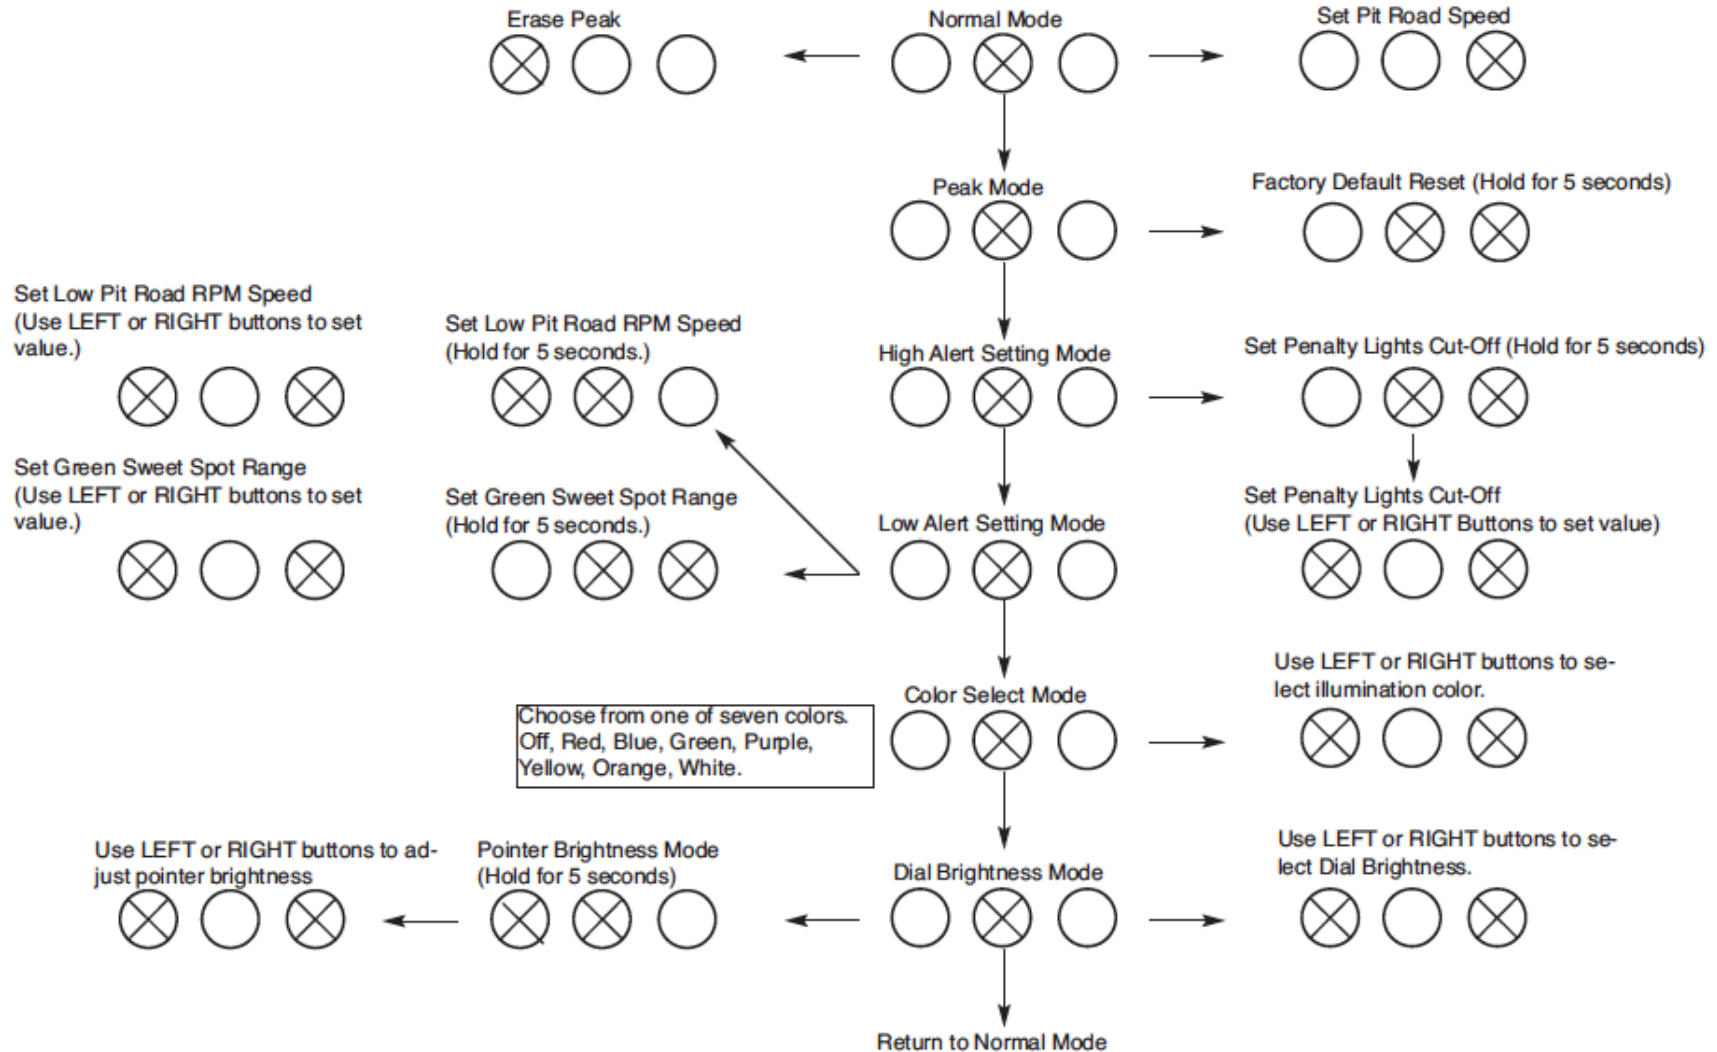 Erase Peak
Normal Mode
Set Pit Road Speed
Peak Mode
Factory Default Reset (Hold for 5 seconds)
Set Low Pit Road RPM Speed
(Use LEFT or RIGHT buttons to set
value.)
Set Low Pit Road RPM Speed
(Hold for 5 seconds.)
High Alert Setting Mode
Set Penalty Lights Cut-Off (Hold for 5 seconds)
Set Green Sweet Spot Range
(Use LEFT or RIGHT buttons to set
value.)
Set Green Sweet Spot Range
(Hold for 5 seconds.)
Low Alert Setting Mode
Set Penalty Lights Cut-Off
(Use LEFT or RIGHT Buttons to set value)
Color Select Mode
Use LEFT or RIGHT buttons to se-
lect illumination color.
Choose from one of seven colors.
Off, Red, Blue, Green, Purple,
Yellow, Orange, White.
Use LEFT or RIGHT buttons to ad-
just pointer brightness
Pointer Brightness Mode
(Hold for 5 seconds)
Dial Brightness Mode
Use LEFT or RIGHT buttons to se-
lect Dial Brightness.
Return to Normal Mode